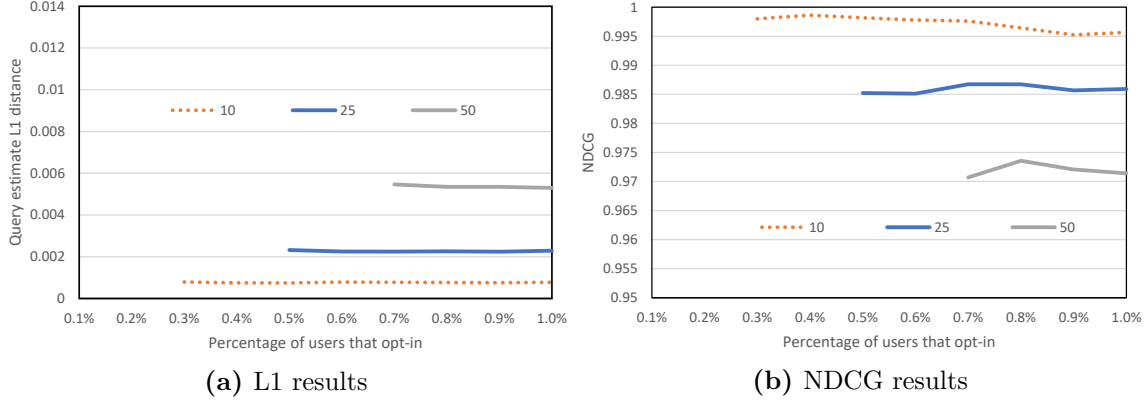 0.014
0.012
0.01
0.008
0.006
0.004
0.002
0
Query estimate L1 distance
10 25 50
0.1% 0.2% 0.3% 0.4% 0.5% 0.6% 0.7% 0.8% 0.9% 1.0%
Percentage of users that opt-in
(a) L1 results
1
0.995
0.99
0.985
0.98
0.975
0.97
0.965
0.96
0.955
0.95
NDCG
10 25 50
0.1% 0.2% 0.3% 0.4% 0.5% 0.6% 0.7% 0.8% 0.9% 1.0%
Percentage of users that opt-in
(b) NDCG results